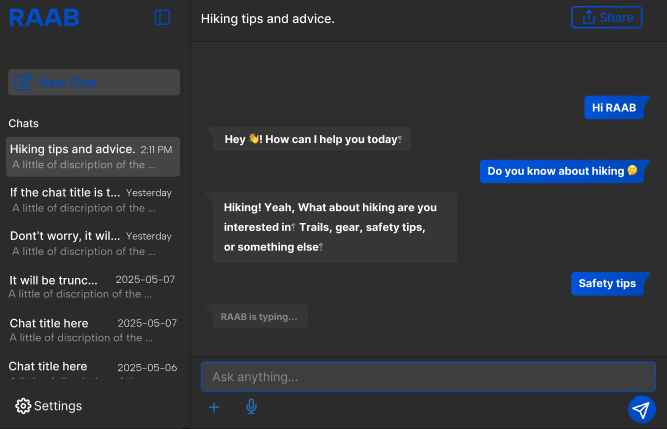 RAAB
New Chat
Chats
Hiking tips and advice. 2:11 PM
A little of discription of the ...
If the chat title is t... Yesterday
A little of discription of the ...
Don't worry, it wil... Yesterday
A little of discription of the ...
It will be trunc... 2025-05-07
A little of discription of the ...
Chat title here 2025-05-07
A little of discription of the ...
Chat title here 2025-05-06
Settings
Hiking tips and advice.
Share
Hi RAAB
Hey 👋! How can I help you today?
Do you know about hiking 🤔
Hiking! Yeah, What about hiking are you
interested in? Trails, gear, safety tips,
or something else?
Safety tips
RAAB is typing...
Ask anything...